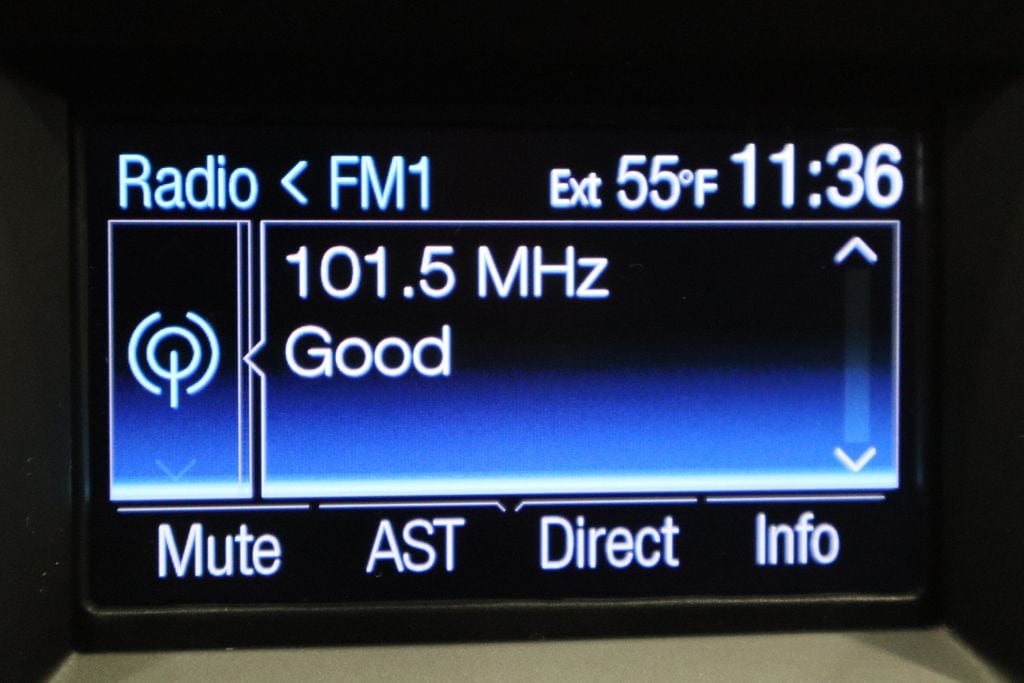 Radio < FM1 Ext 55°F 11:36
101.5 MHz
Good
Mute AST Direct Info